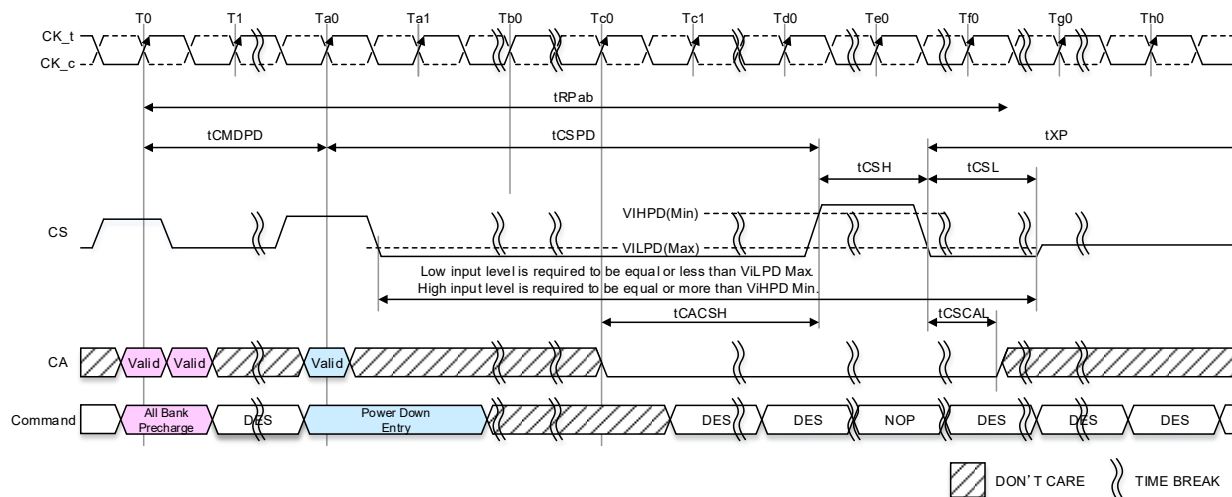 T0 T1 Ta0 Ta1 Tb0 Tc0 Tc1 Td0 Te0 Tf0 Tg0 Th0
CK_t
CK_c
tRPab
tCMDPD tCSPD tXP
tCSH tCSL
VIHPD(Min)
CS
VILPD(Max)
Low input level is required to be equal or less than ViLPD Max.
High input level is required to be equal or more than ViHPD Min.
tCACSH tCSCAL
CA Valid Valid Valid
Command All Bank Precharge DES Power Down Entry DES DES NOP DES DES DES
DON'T CARE TIME BREAK